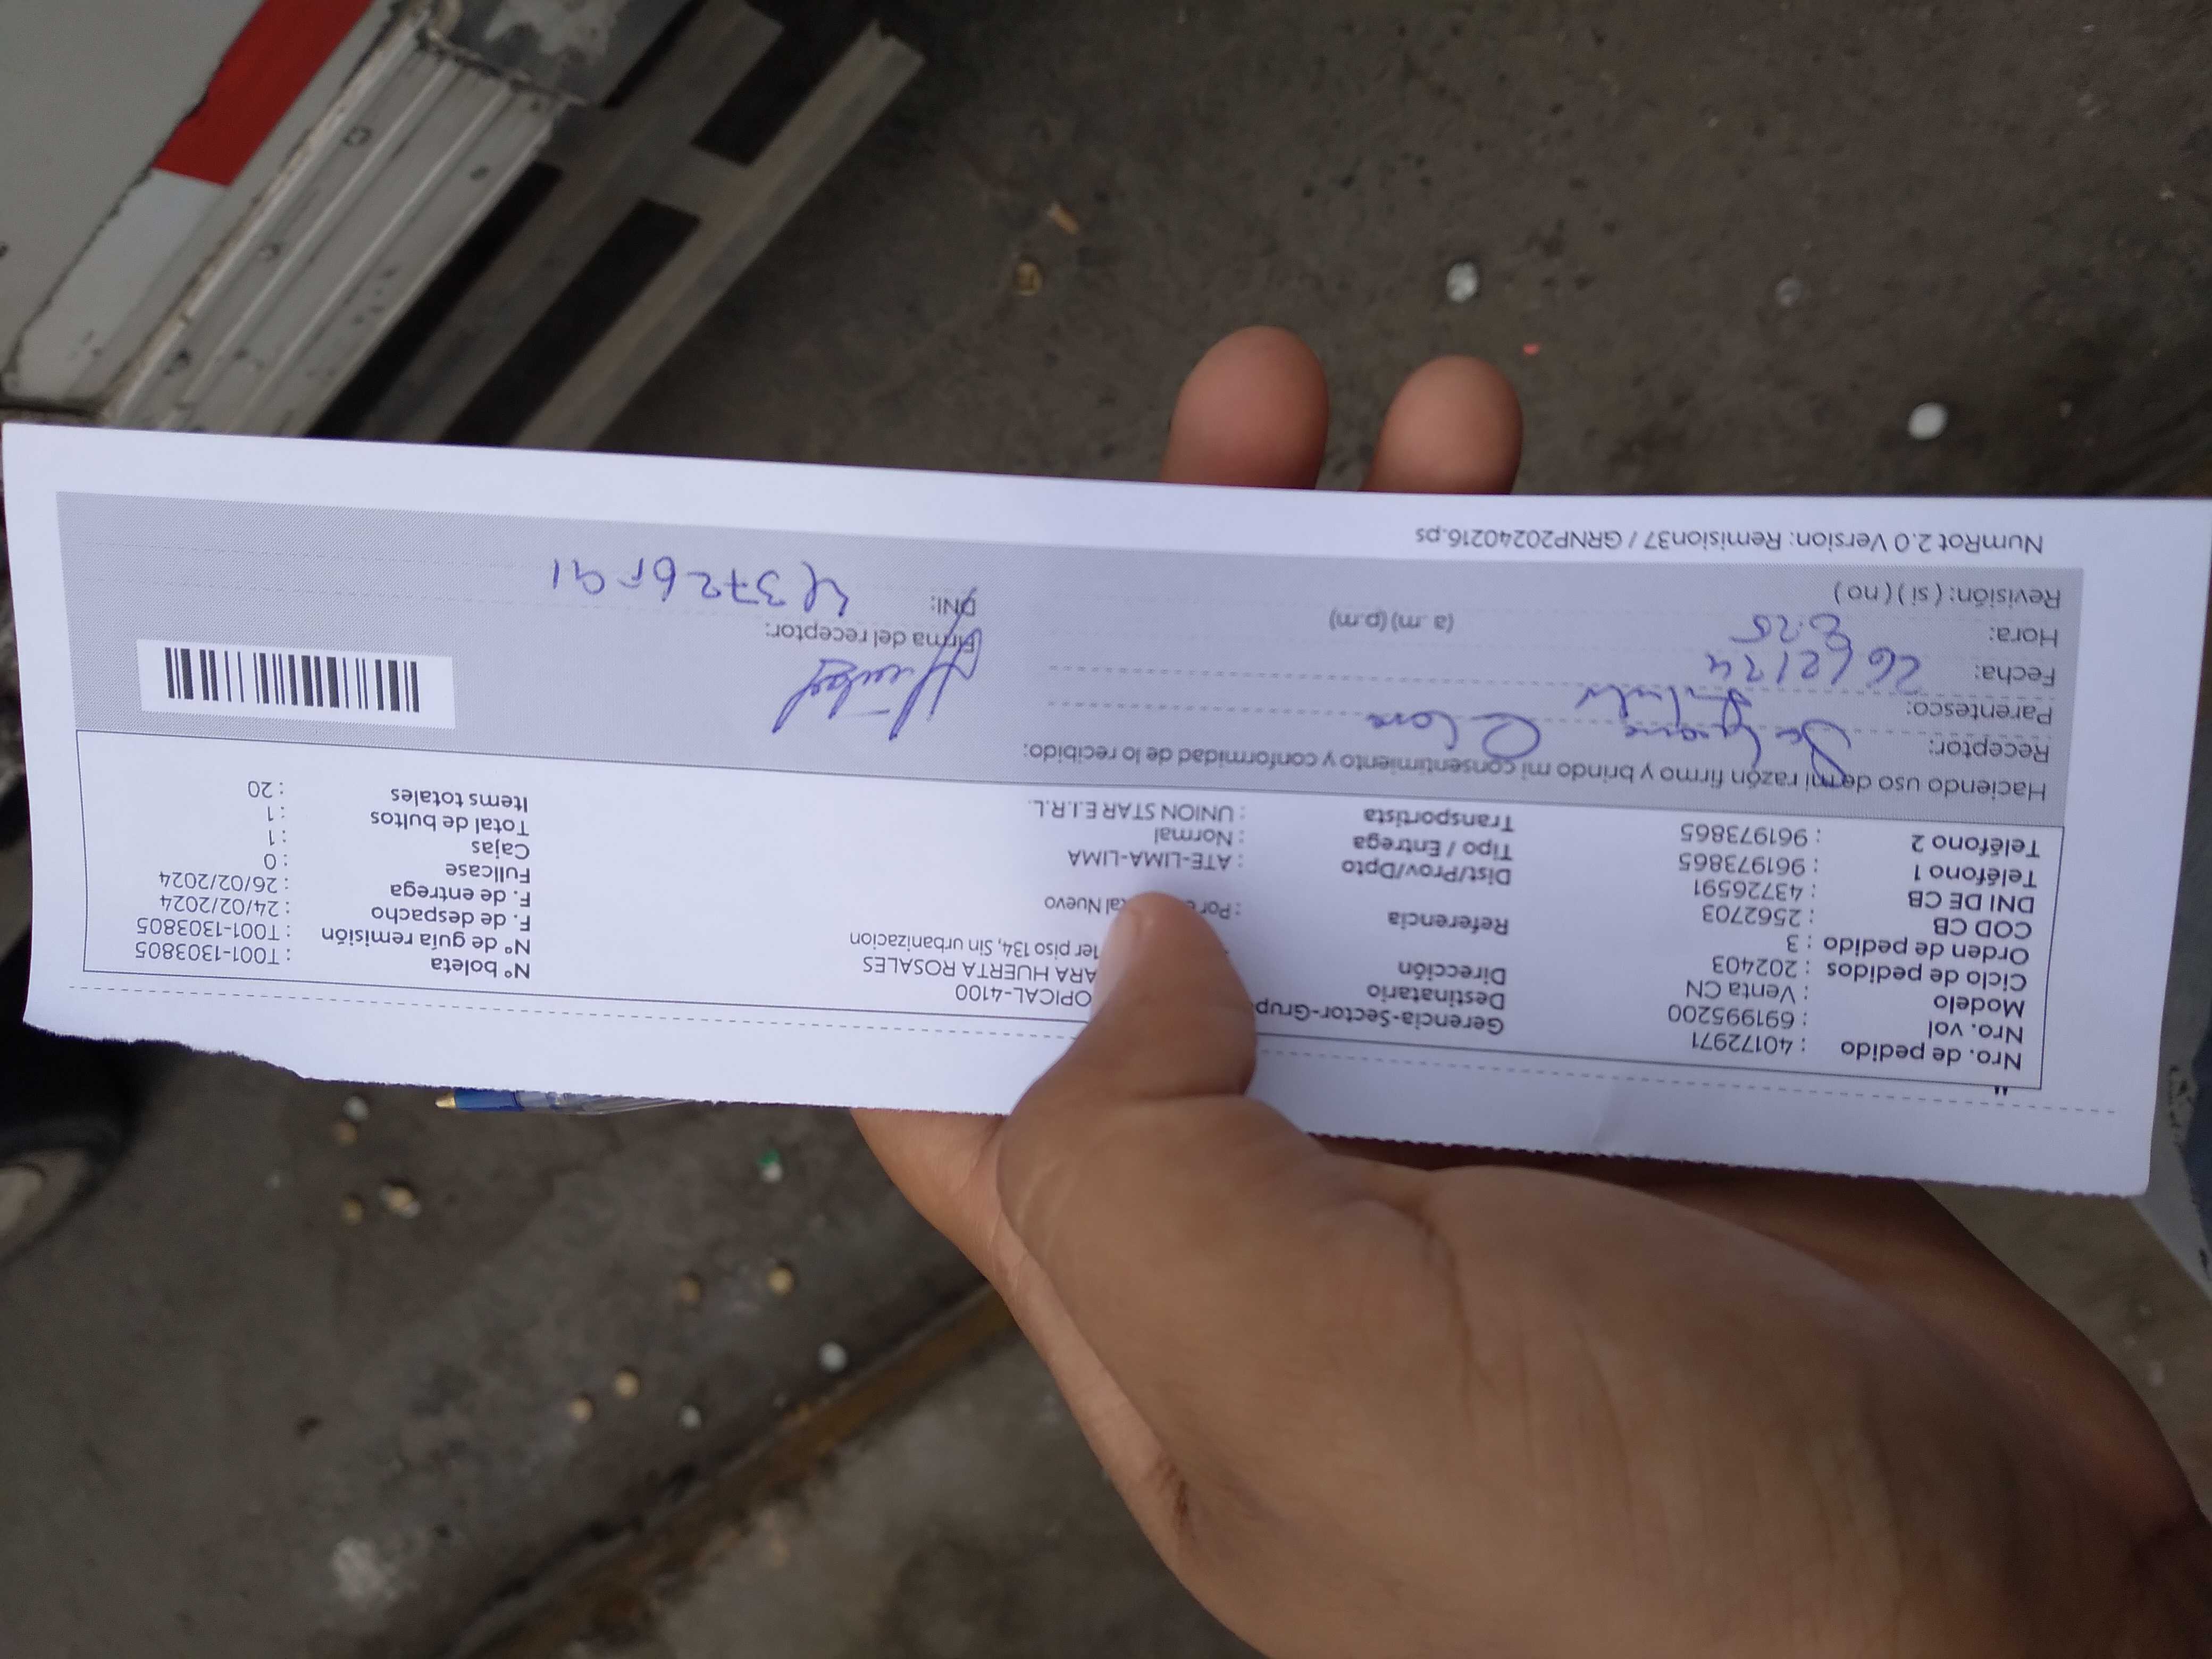 Nro. de pedido : 40172971
Nro. vol : 691995200
Modelo : Venta CN
Ciclo de pedidos : 202403
Orden de pedido : 3
COD CB : 2562703
DNI DE CB : 43726591
Teléfono 1 : 961973865
Teléfono 2 : 961973865
Gerencia-Sector-Grup OPICAL-4100
Destinatario ARA HUERTA ROSALES
Dirección 1er piso 134, Sin urbanizacion
Referencia : Por al Nuevo
Dist/Prov/Dpto : ATE-LIMA-LIMA
Tipo / Entrega : Normal
Transportista : UNION STAR E.I.R.L.
N° boleta : T001-1303805
N° de guía remisión : T001-1303805
F. de despacho : 24/02/2024
F. de entrega : 26/02/2024
Fullcase : 0
Cajas : 1
Total de bultos : 1
Items totales : 20
Haciendo uso de mi razón firmo y brindo mi consentimiento y conformidad de lo recibido:
Receptor:
Parentesco:
Fecha: 26/2/24
Hora: (a .m) (p.m)
Revisión: ( si ) ( no )
Firma del receptor:
DNI: 43726591
NumRot 2.0 Version: Remision37 / GRNP20240216.ps